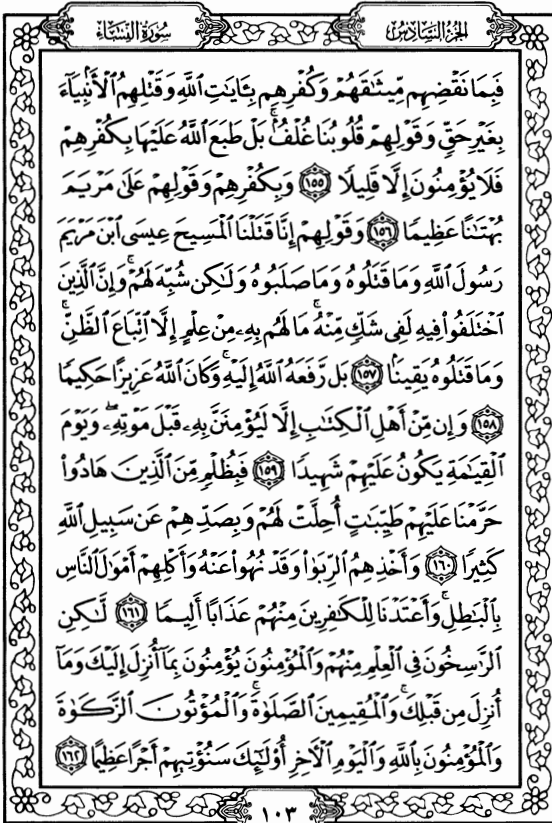 سُورَةُ النِّسَاءِ
الجُزْءُ السَّادِسُ
فَبِمَا نَقْضِهِم مِّيثَٰقَهُمْ وَكُفْرِهِم بِـَٔايَٰتِ ٱللَّهِ وَقَتْلِهِمُ ٱلْأَنۢبِيَآءَ
بِغَيْرِ حَقٍّ وَقَوْلِهِمْ قُلُوبُنَا غُلْفٌۢ ۚ بَلْ طَبَعَ ٱللَّهُ عَلَيْهَا بِكُفْرِهِمْ
فَلَا يُؤْمِنُونَ إِلَّا قَلِيلًا ١٥٥ وَبِكُفْرِهِمْ وَقَوْلِهِمْ عَلَىٰ مَرْيَمَ
بُهْتَٰنًا عَظِيمًا ١٥٦ وَقَوْلِهِمْ إِنَّا قَتَلْنَا ٱلْمَسِيحَ عِيسَى ٱبْنَ مَرْيَمَ
رَسُولَ ٱللَّهِ وَمَا قَتَلُوهُ وَمَا صَلَبُوهُ وَلَٰكِن شُبِّهَ لَهُمْ ۚ وَإِنَّ ٱلَّذِينَ
ٱخْتَلَفُوا۟ فِيهِ لَفِى شَكٍّ مِّنْهُ ۚ مَا لَهُم بِهِۦ مِنْ عِلْمٍ إِلَّا ٱتِّبَاعَ ٱلظَّنِّ ۚ
وَمَا قَتَلُوهُ يَقِينًۢا ١٥٧ بَل رَّفَعَهُ ٱللَّهُ إِلَيْهِ ۚ وَكَانَ ٱللَّهُ عَزِيزًا حَكِيمًا
١٥٨ وَإِن مِّنْ أَهْلِ ٱلْكِتَٰبِ إِلَّا لَيُؤْمِنَنَّ بِهِۦ قَبْلَ مَوْتِهِۦ ۖ وَيَوْمَ
ٱلْقِيَٰمَةِ يَكُونُ عَلَيْهِمْ شَهِيدًا ١٥٩ فَبِظُلْمٍ مِّنَ ٱلَّذِينَ هَادُوا۟
حَرَّمْنَا عَلَيْهِمْ طَيِّبَٰتٍ أُحِلَّتْ لَهُمْ وَبِصَدِّهِمْ عَن سَبِيلِ ٱللَّهِ
كَثِيرًا ١٦٠ وَأَخْذِهِمُ ٱلرِّبَوٰا۟ وَقَدْ نُهُوا۟ عَنْهُ وَأَكْلِهِمْ أَمْوَٰلَ ٱلنَّاسِ
بِٱلْبَٰطِلِ ۚ وَأَعْتَدْنَا لِلْكَٰفِرِينَ مِنْهُمْ عَذَابًا أَلِيمًا ١٦١ لَّٰكِنِ
ٱلرَّٰسِخُونَ فِى ٱلْعِلْمِ مِنْهُمْ وَٱلْمُؤْمِنُونَ يُؤْمِنُونَ بِمَآ أُنزِلَ إِلَيْكَ وَمَآ
أُنزِلَ مِن قَبْلِكَ ۚ وَٱلْمُقِيمِينَ ٱلصَّلَوٰةَ ۚ وَٱلْمُؤْتُونَ ٱلزَّكَوٰةَ
وَٱلْمُؤْمِنُونَ بِٱللَّهِ وَٱلْيَوْمِ ٱلْءَاخِرِ أُو۟لَٰٓئِكَ سَنُؤْتِيهِمْ أَجْرًا عَظِيمًا ١٦٢
١٠٣